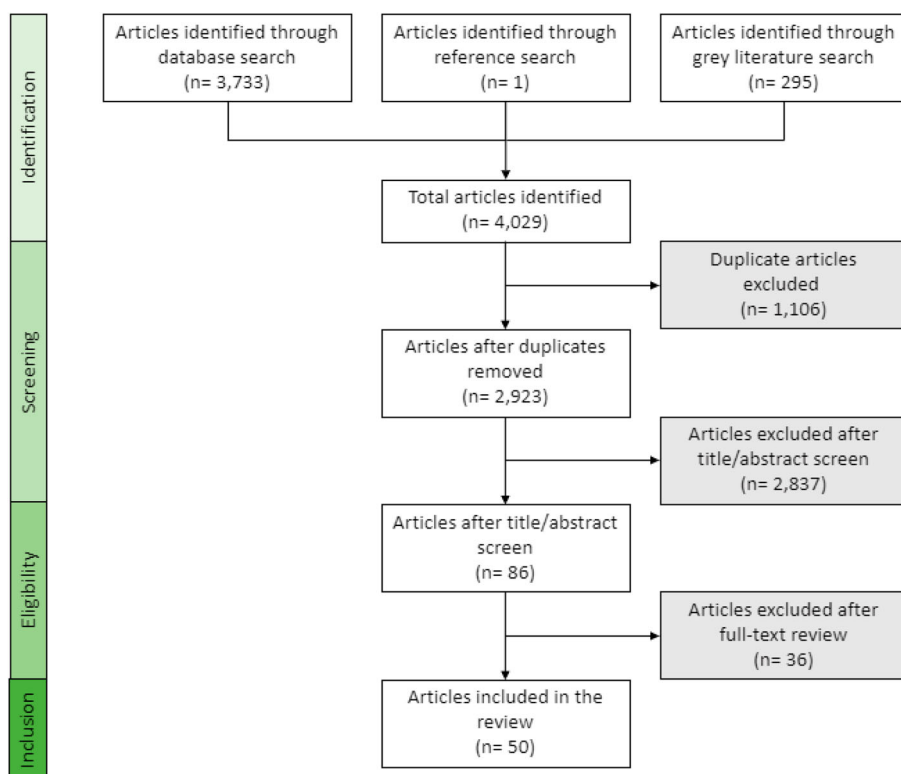 Identification
Articles identified through
database search
(n= 3,733)
Articles identified through
reference search
(n= 1)
Articles identified through
grey literature search
(n= 295)
Total articles identified
(n= 4,029)
Screening
Duplicate articles
excluded
(n= 1,106)
Articles after duplicates
removed
(n= 2,923)
Articles excluded after
title/abstract screen
(n= 2,837)
Eligibility
Articles after title/abstract
screen
(n= 86)
Articles excluded after
full-text review
(n= 36)
Inclusion
Articles included in the
review
(n= 50)